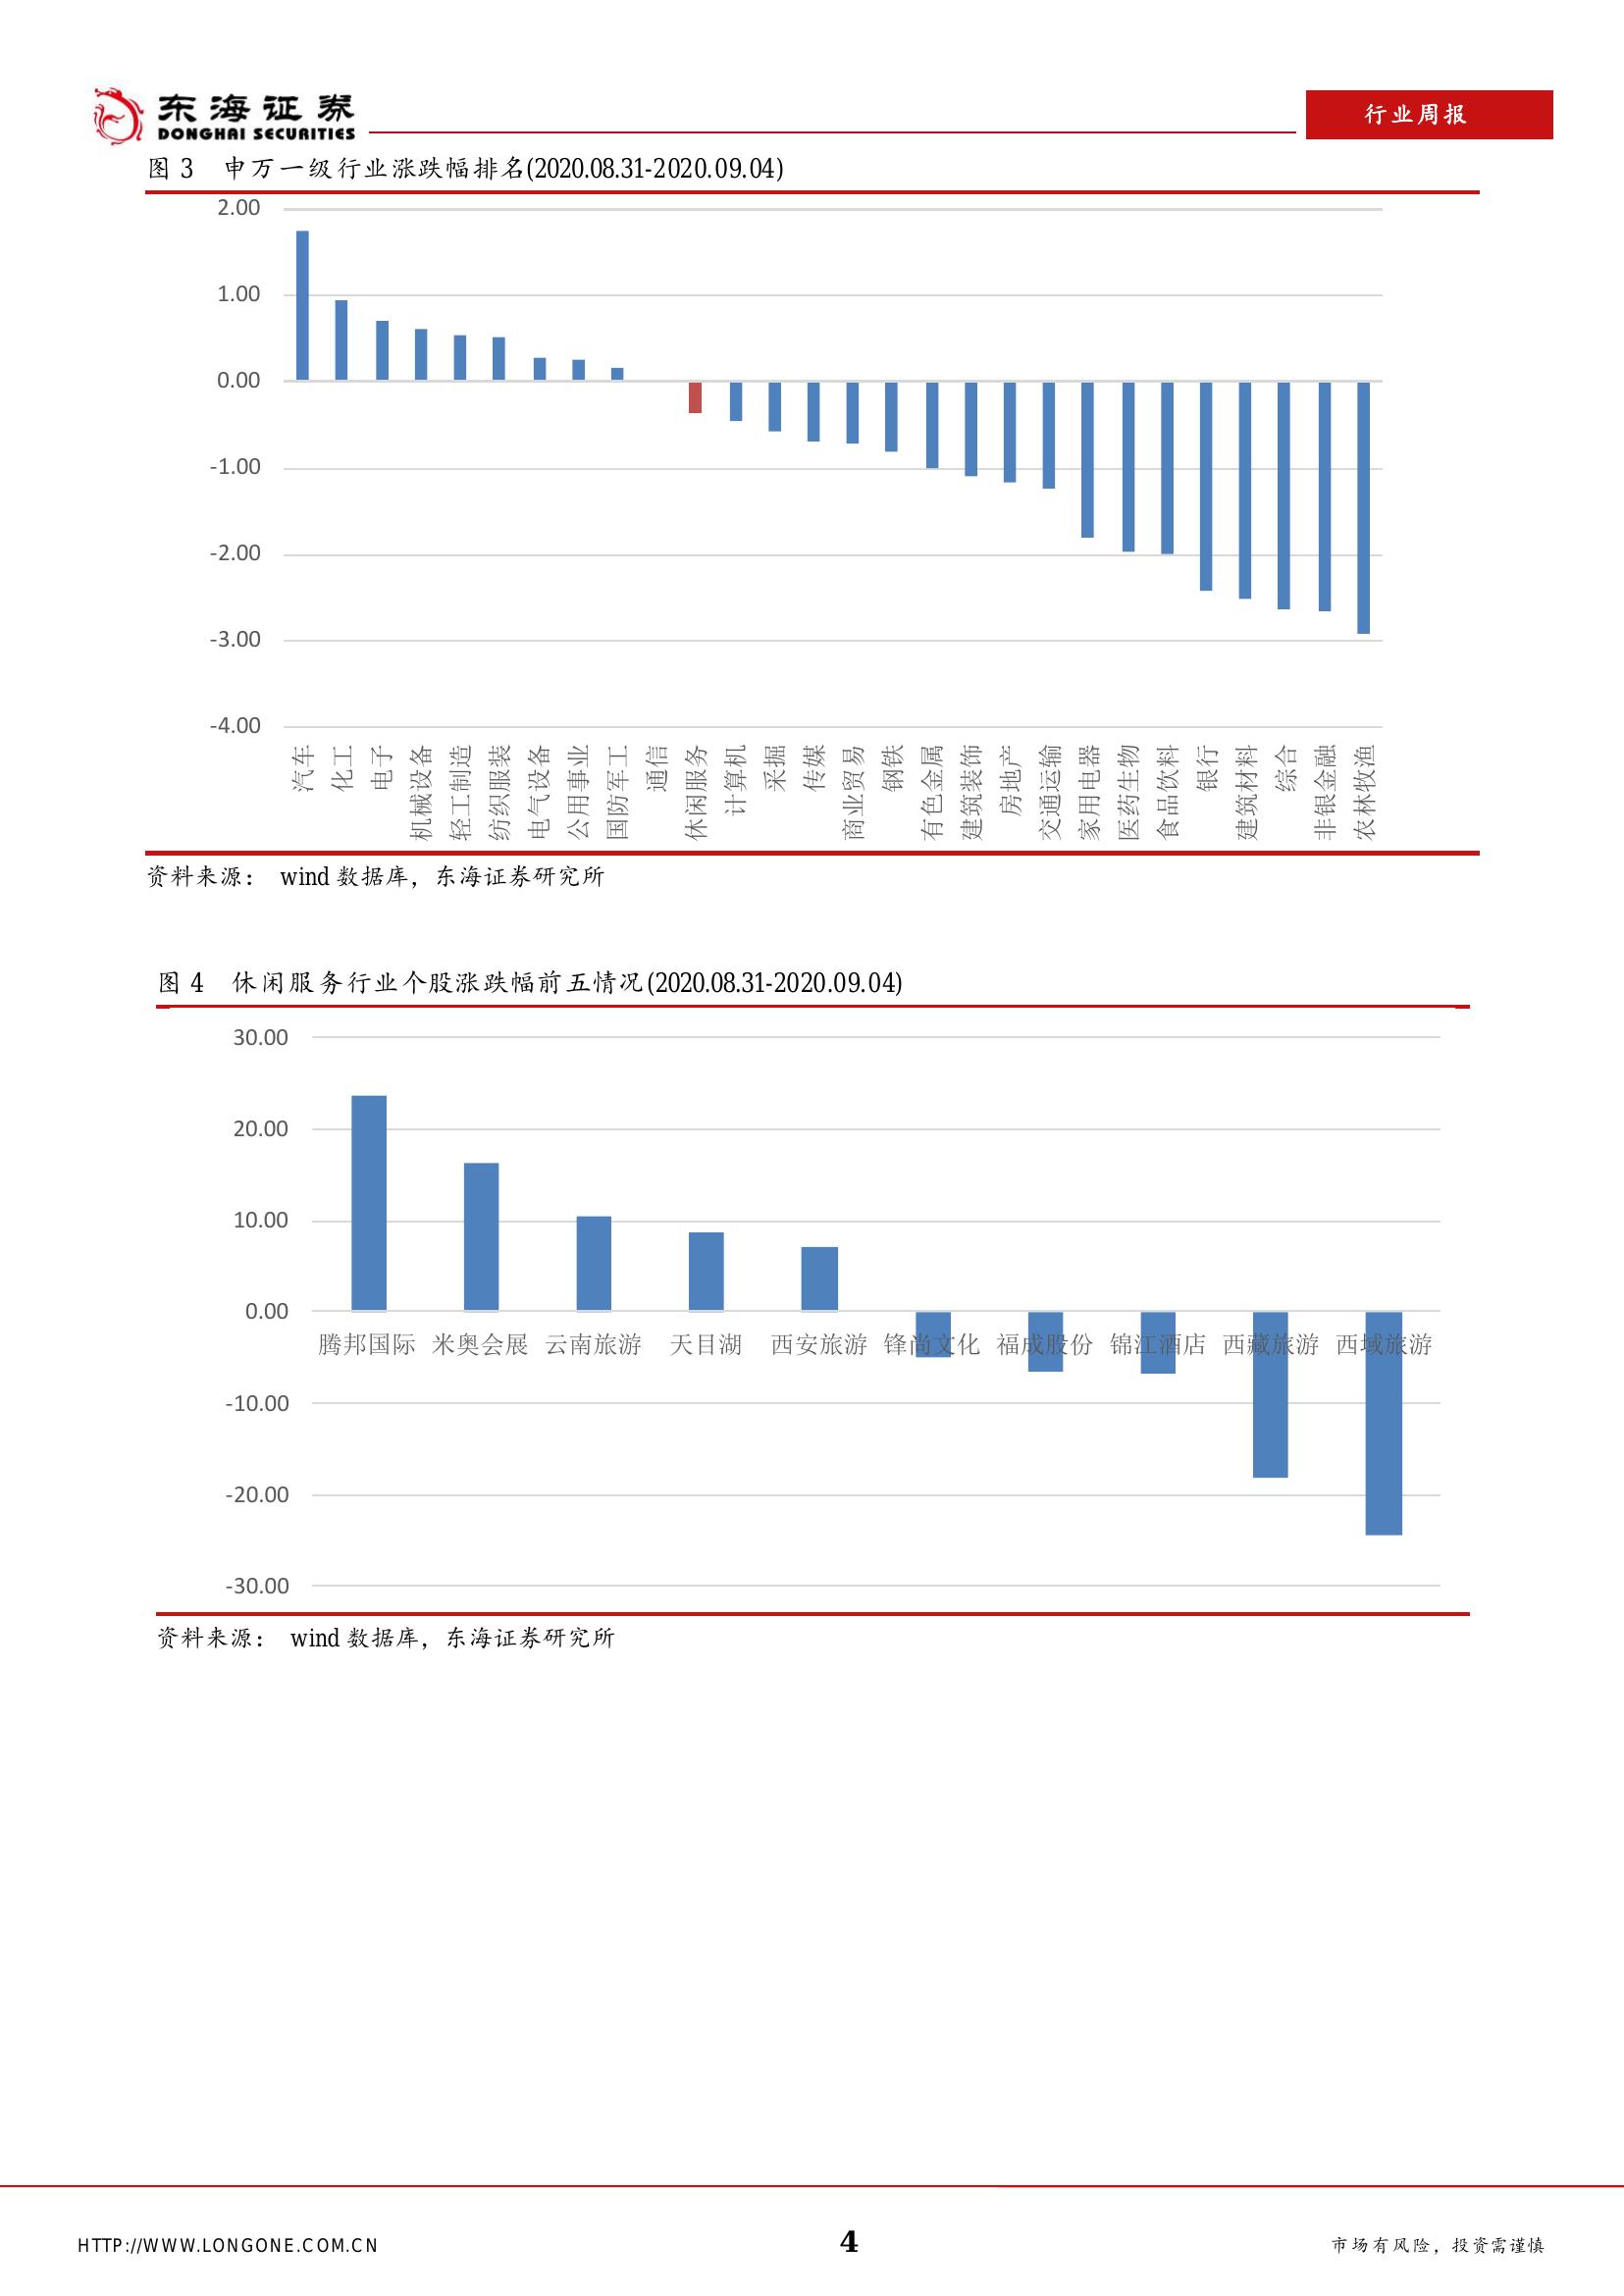 东海证券
DONGHAI SECURITIES
行业周报
图 3 申万一级行业涨跌幅排名(2020.08.31-2020.09.04)
2.00
1.00
0.00
-1.00
-2.00
-3.00
-4.00
汽车
化工
电子
机械设备
轻工制造
纺织服装
电气设备
公用事业
国防军工
通信
休闲服务
计算机
采掘
传媒
商业贸易
钢铁
有色金属
建筑装饰
房地产
交通运输
家用电器
医药生物
食品饮料
银行
建筑材料
综合
非银金融
农林牧渔
资料来源： wind 数据库，东海证券研究所
图 4 休闲服务行业个股涨跌幅前五情况(2020.08.31-2020.09.04)
30.00
20.00
10.00
0.00
-10.00
-20.00
-30.00
腾邦国际 米奥会展 云南旅游 天目湖 西安旅游 锋尚文化 福成股份 锦江酒店 西藏旅游 西域旅游
资料来源： wind 数据库，东海证券研究所
HTTP://WWW.LONGONE.COM.CN 4 市场有风险，投资需谨慎